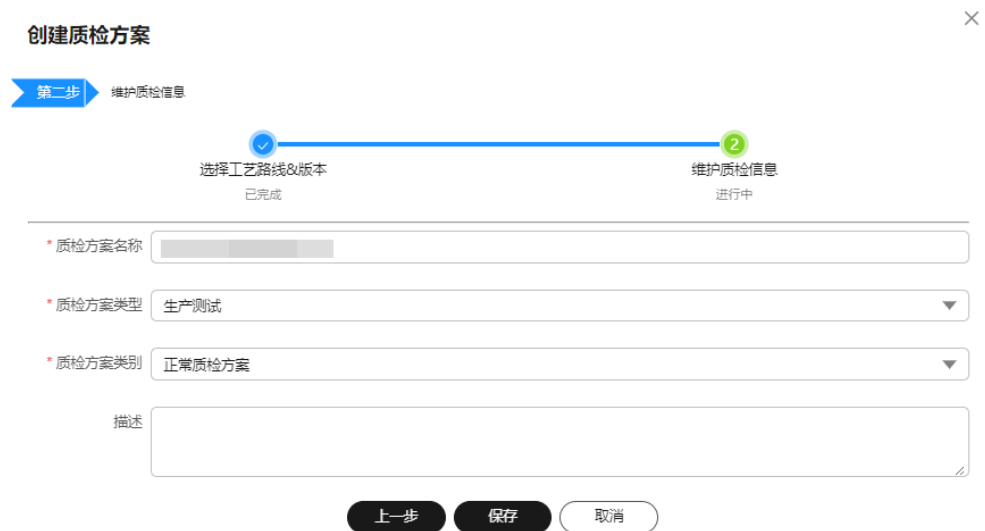 创建质检方案
第二步 维护质检信息
2
选择工艺路线&版本 维护质检信息
已完成 进行中
* 质检方案名称
* 质检方案类型 生产测试
* 质检方案类别 正常质检方案
描述
上一步 保存 取消